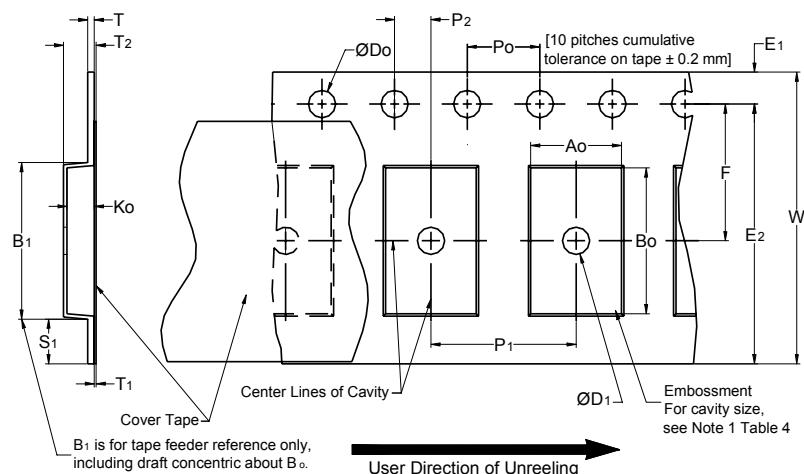 T
T2
P2
ØDo
Po
[10 pitches cumulative
tolerance on tape ± 0.2 mm]
E1
Ao
F
W
Ko
B1
Bo
E2
S1
P1
T1
Center Lines of Cavity
ØD1
Embossment
For cavity size,
see Note 1 Table 4
Cover Tape
B1 is for tape feeder reference only,
including draft concentric about Bo.
User Direction of Unreeling